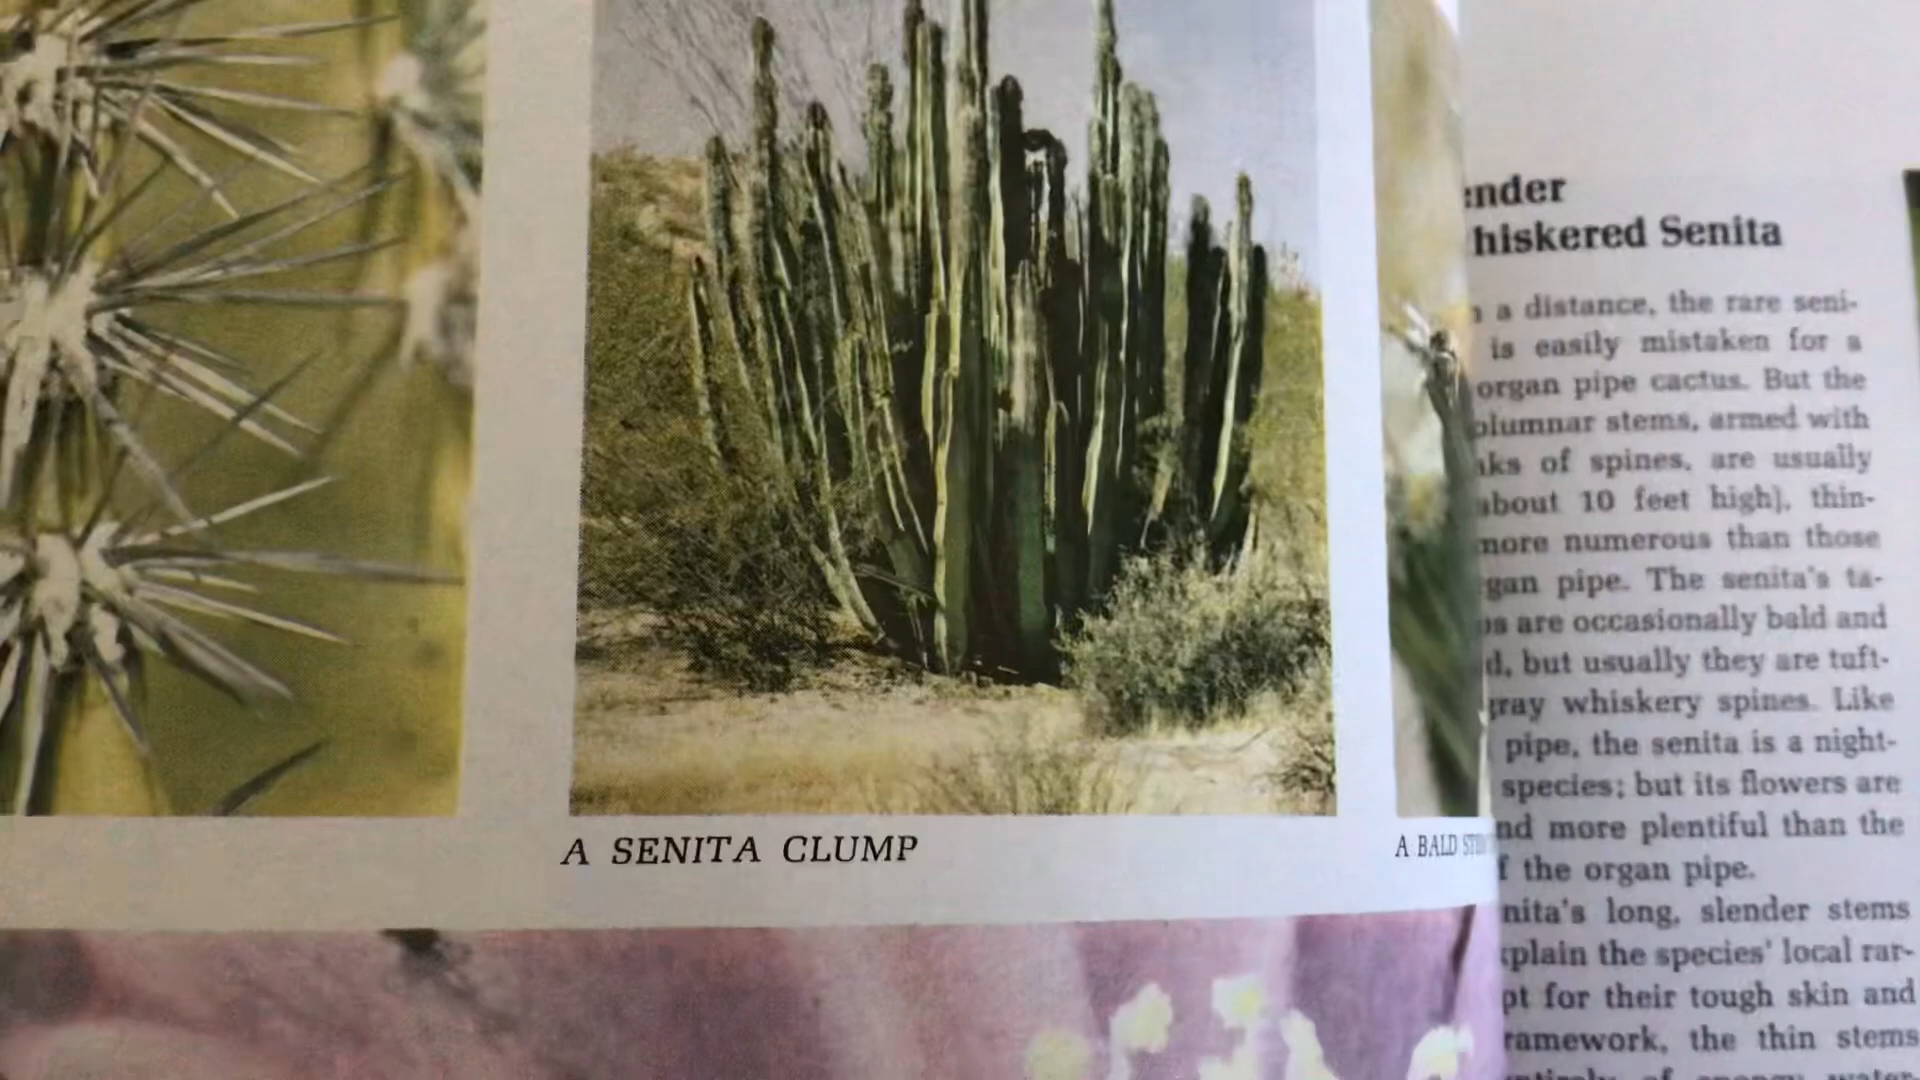 A SENITA CLUMP
A BALD
ender
hiskered Senita
a distance, the rare seni-
is easily mistaken for a
organ pipe cactus. But the
olumnar stems, armed with
ks of spines, are usually
about 10 feet high), thin-
more numerous than those
gan pipe. The senita's ta-
s are occasionally bald and
d, but usually they are tuft-
gray whiskery spines. Like
pipe, the senita is a night-
species; but its flowers are
nd more plentiful than the
f the organ pipe.
nita's long, slender stems
plain the species' local rar-
pt for their tough skin and
ramework, the thin stems